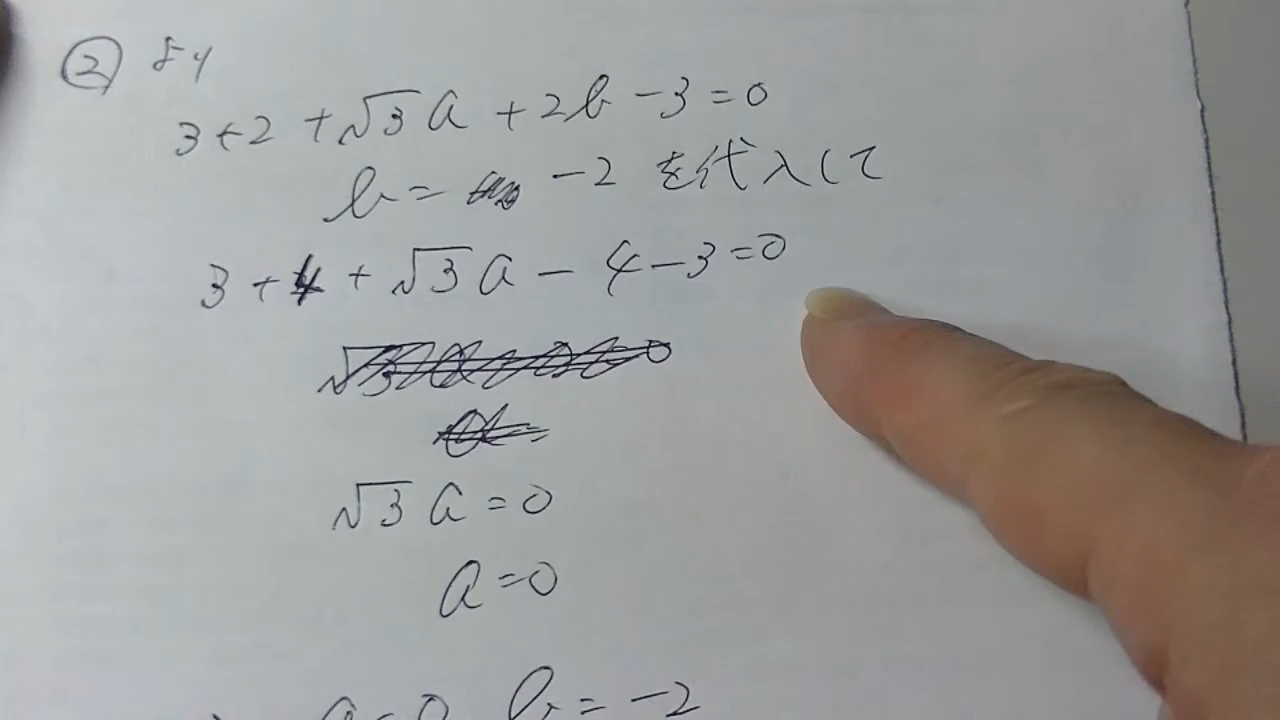 ② より
3+2+√3a+2b-3=0
b= -2 を代入して
3+4+√3a-4-3=0
√3a=0
a=0
a=0 b=-2